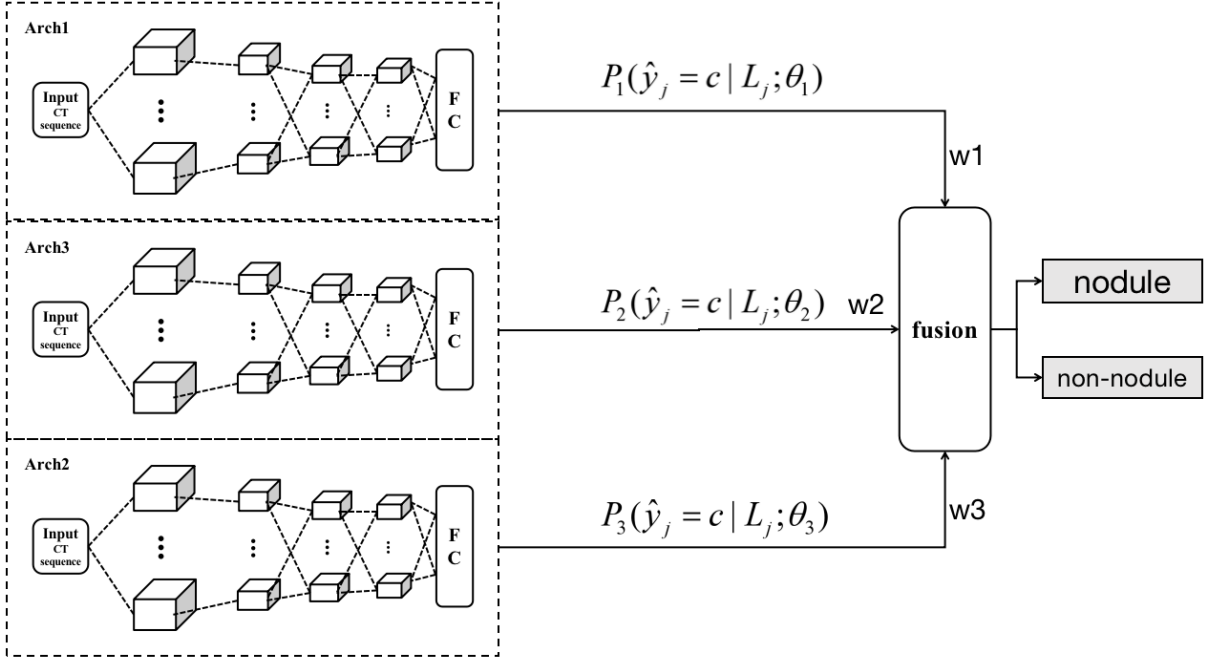 Arch1
Input
CT
sequence
F
C
P₁(ŷⱼ = c | Lⱼ;θ₁)
w1
Arch3
Input
CT
sequence
F
C
P₂(ŷⱼ = c | Lⱼ;θ₂)
w2
fusion
nodule
non-nodule
Arch2
Input
CT
sequence
F
C
P₃(ŷⱼ = c | Lⱼ;θ₃)
w3